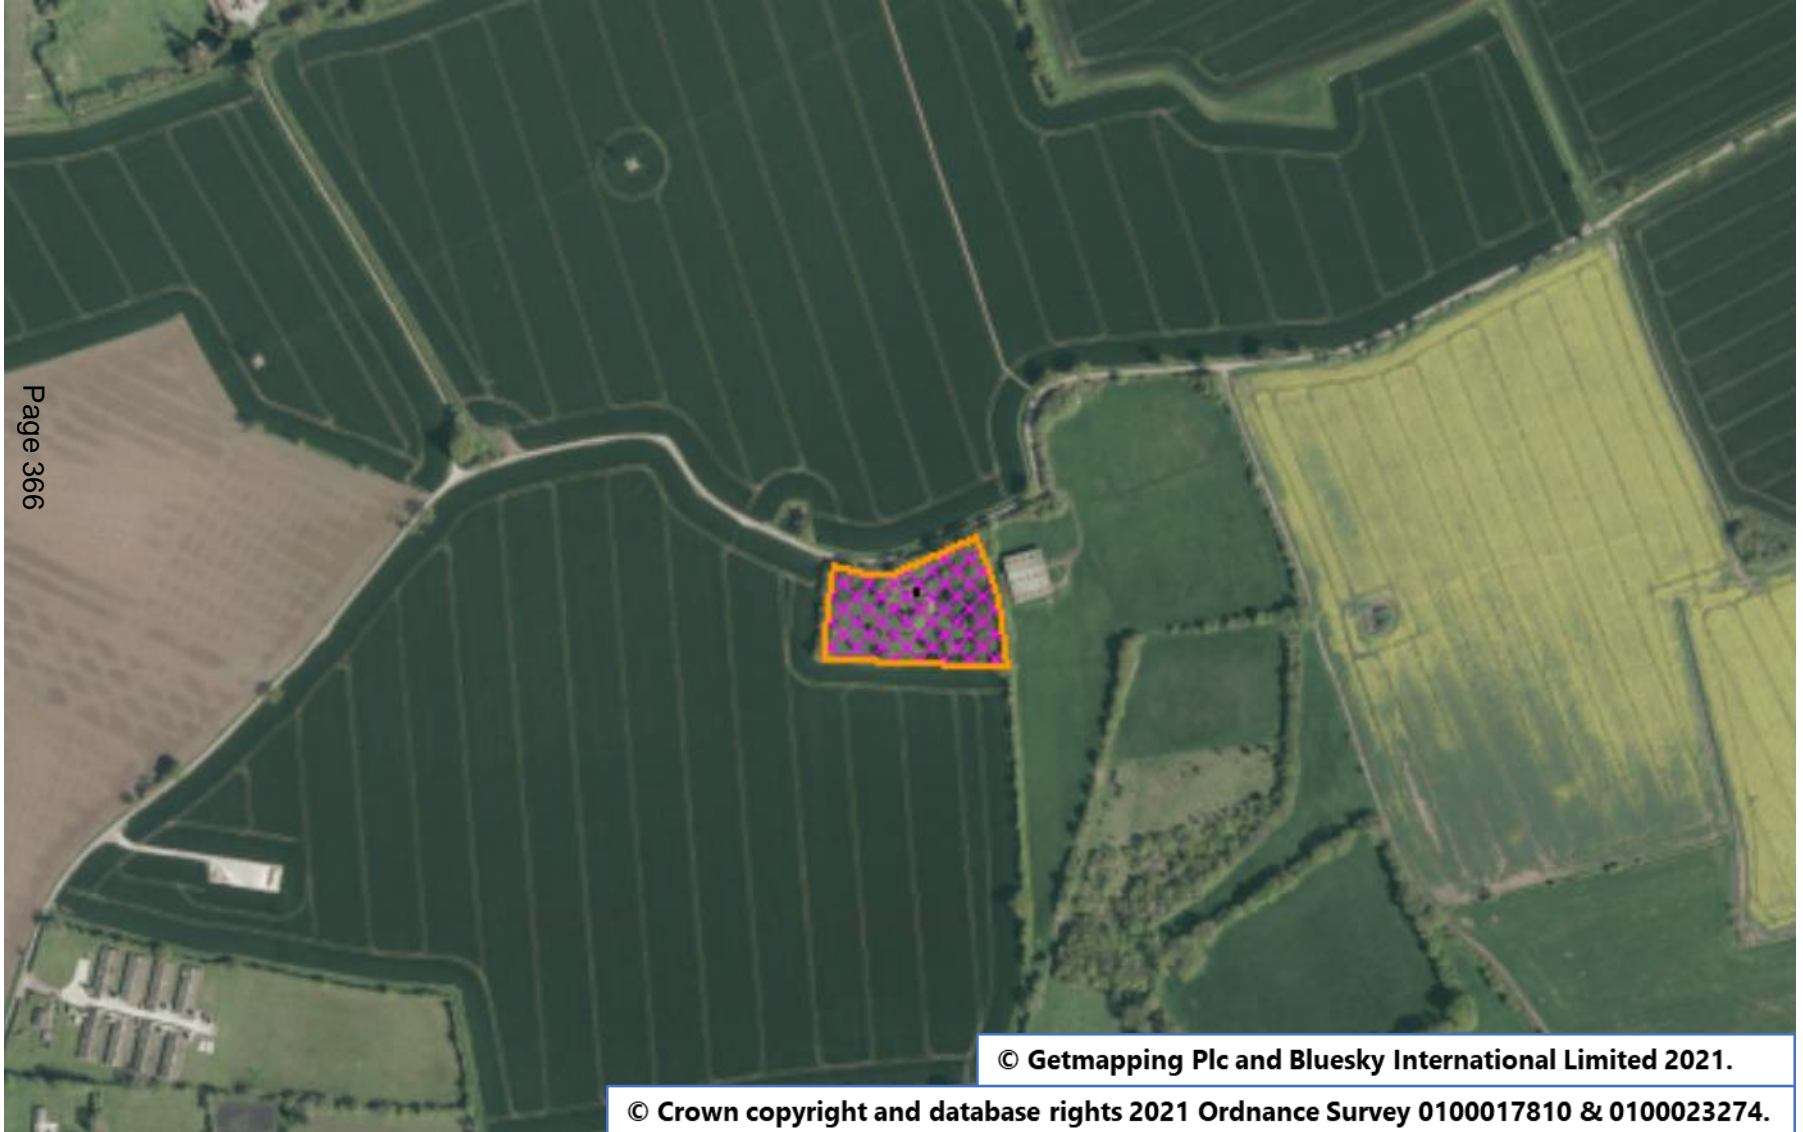 Page 366
© Getmapping Plc and Bluesky International Limited 2021.
© Crown copyright and database rights 2021 Ordnance Survey 0100017810 & 0100023274.